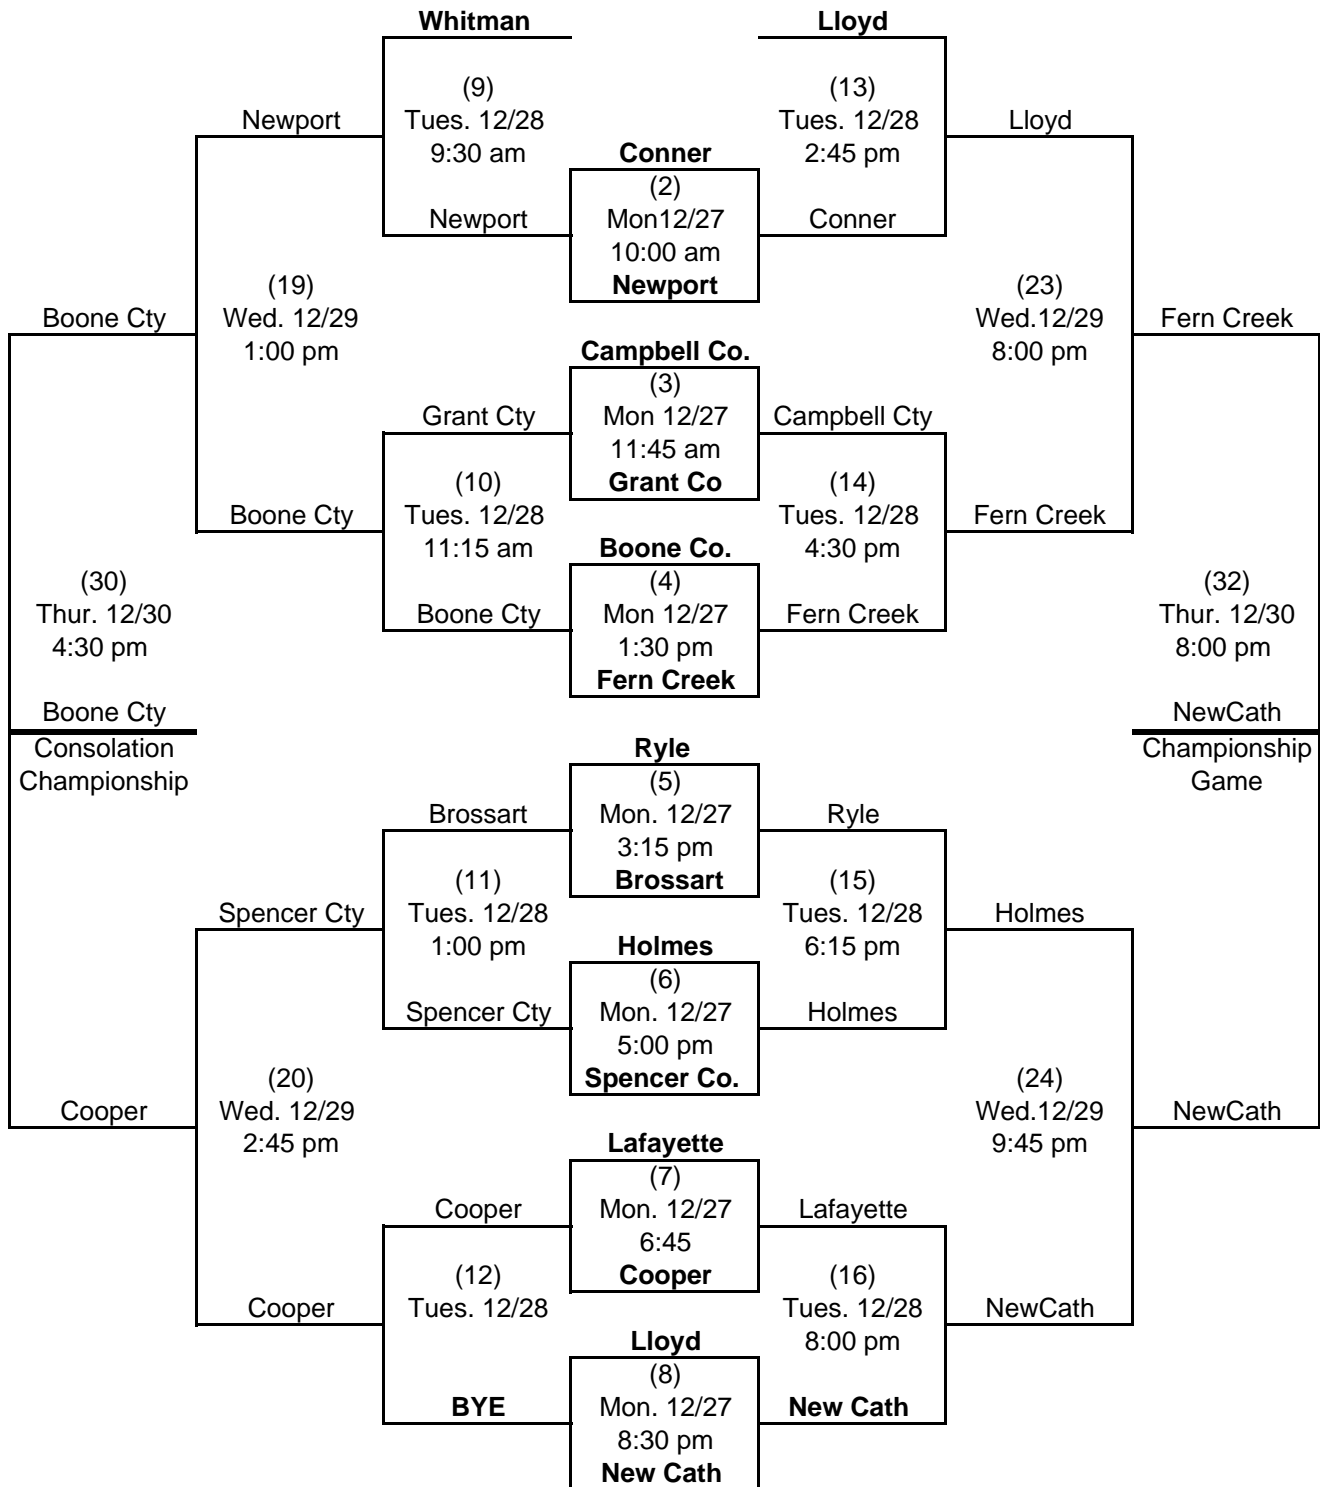 Whitman
Lloyd
(9)
Tues. 12/28
9:30 am
(13)
Tues. 12/28
2:45 pm
Newport
Lloyd
Conner
(2)
Mon12/27
10:00 am
Newport
Newport
Conner
(19)
Wed. 12/29
1:00 pm
(23)
Wed.12/29
8:00 pm
Boone Cty
Fern Creek
Campbell Co.
(3)
Mon 12/27
11:45 am
Grant Co
Grant Cty
Campbell Cty
(10)
Tues. 12/28
11:15 am
(14)
Tues. 12/28
4:30 pm
Boone Cty
Fern Creek
Boone Co.
(4)
Mon 12/27
1:30 pm
Fern Creek
Boone Cty
Fern Creek
(30)
Thur. 12/30
4:30 pm
(32)
Thur. 12/30
8:00 pm
Boone Cty
Consolation
Championship
NewCath
Championship
Game
Ryle
(5)
Mon. 12/27
3:15 pm
Brossart
Brossart
Ryle
(11)
Tues. 12/28
1:00 pm
(15)
Tues. 12/28
6:15 pm
Spencer Cty
Holmes
Holmes
(6)
Mon. 12/27
5:00 pm
Spencer Co.
Spencer Cty
Holmes
(20)
Wed. 12/29
2:45 pm
(24)
Wed.12/29
9:45 pm
Cooper
NewCath
Lafayette
(7)
Mon. 12/27
6:45
Cooper
Cooper
Lafayette
(12)
Tues. 12/28
(16)
Tues. 12/28
8:00 pm
Cooper
NewCath
Lloyd
(8)
Mon. 12/27
8:30 pm
New Cath
BYE
New Cath